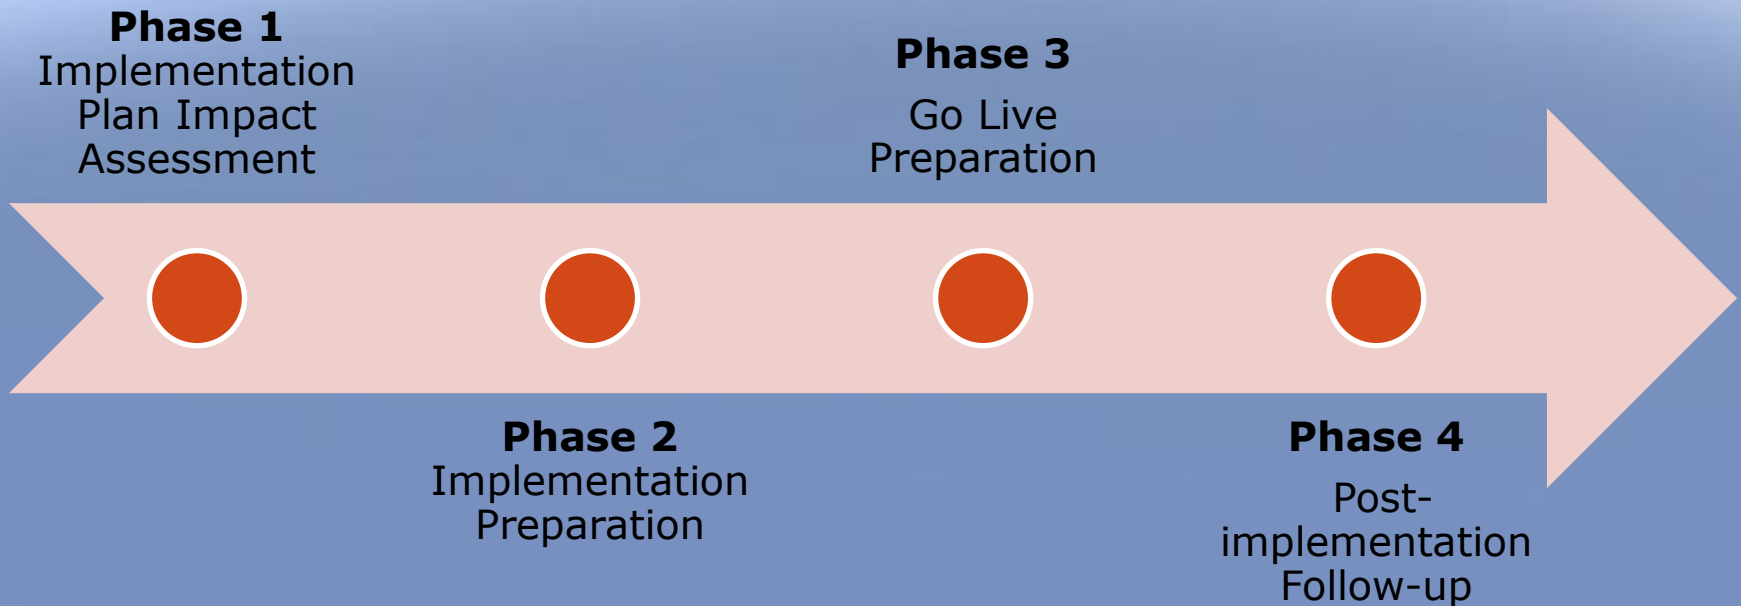 Phase 1
Implementation
Plan Impact
Assessment
Phase 2
Implementation
Preparation
Phase 3
Go Live
Preparation
Phase 4
Post-
implementation
Follow-up